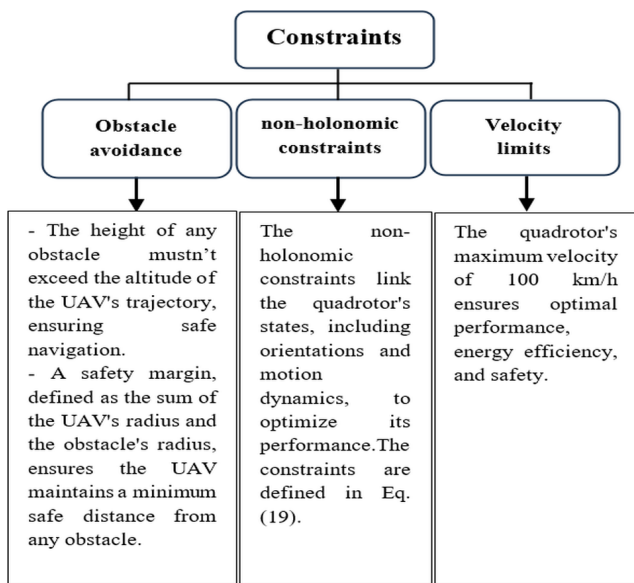 Constraints
Obstacle
avoidance
non-holonomic
constraints
Velocity
limits
- The height of any
obstacle mustn’t
exceed the altitude of
the UAV's trajectory,
ensuring safe
navigation.
- A safety margin,
defined as the sum of
the UAV's radius and
the obstacle's radius,
ensures the UAV
maintains a minimum
safe distance from
any obstacle.
The non-
holonomic
constraints link
the quadrotor's
states, including
orientations and
motion
dynamics, to
optimize its
performance.The
constraints are
defined in Eq.
(19).
The quadrotor's
maximum velocity
of 100 km/h
ensures optimal
performance,
energy efficiency,
and safety.